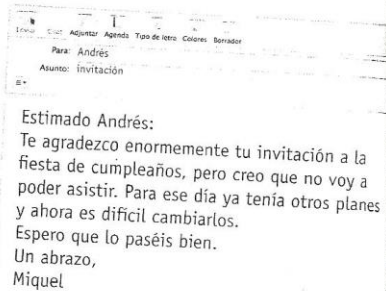 Enviar Chat Adjuntar Agenda Tipo de letra Colores Borrador
Para: Andrés
Asunto: invitación
Estimado Andrés:
Te agradezco enormemente tu invitación a la
fiesta de cumpleaños, pero creo que no voy a
poder asistir. Para ese día ya tenía otros planes
y ahora es difícil cambiarlos.
Espero que lo paséis bien.
Un abrazo,
Miquel